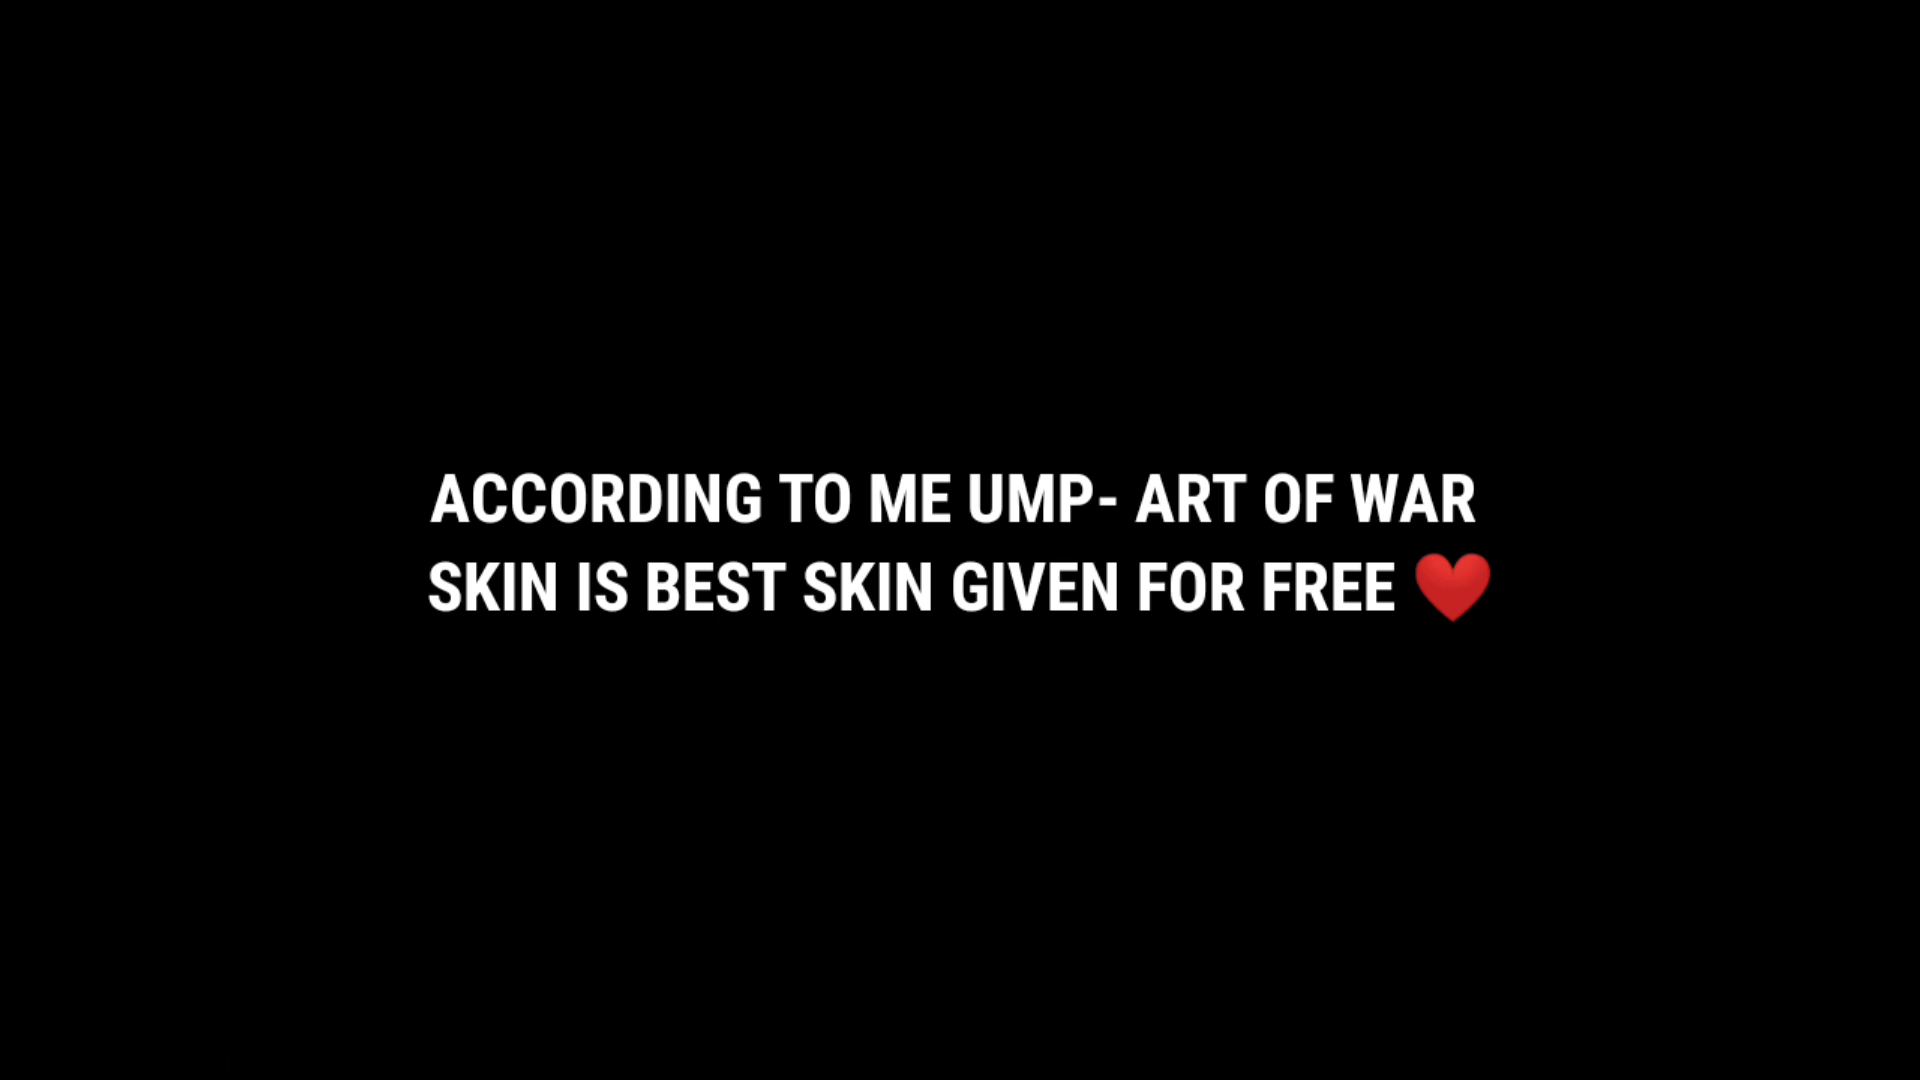 ACCORDING TO ME UMP- ART OF WAR
SKIN IS BEST SKIN GIVEN FOR FREE ❤️